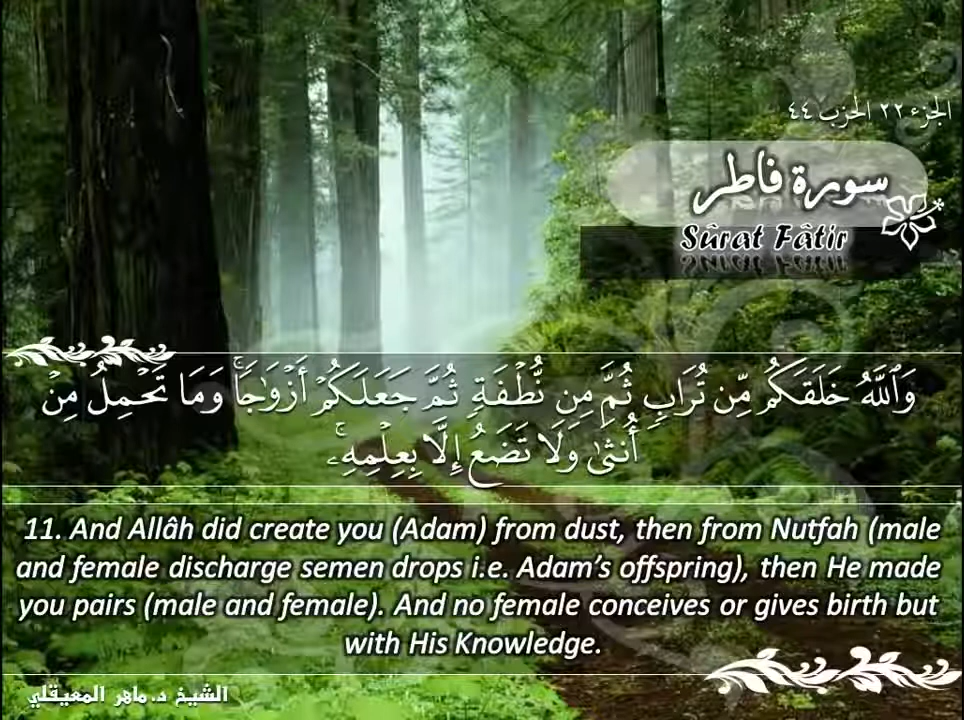 الجزء ٢٢ الحزب ٤٤
سورة فاطر
Sûrat Fâtir
وَٱللَّهُ خَلَقَكُم مِّن تُرَابٖ ثُمَّ مِن نُّطۡفَةٖ ثُمَّ جَعَلَكُمۡ أَزۡوَٰجٗاۚ وَمَا تَحۡمِلُ مِنۡ
أُنثَىٰ وَلَا تَضَعُ إِلَّا بِعِلۡمِهِۦۚ
11. And Allâh did create you (Adam) from dust, then from Nutfah (male
and female discharge semen drops i.e. Adam’s offspring), then He made
you pairs (male and female). And no female conceives or gives birth but
with His Knowledge.
الشيخ د. ماهر المعيقلي